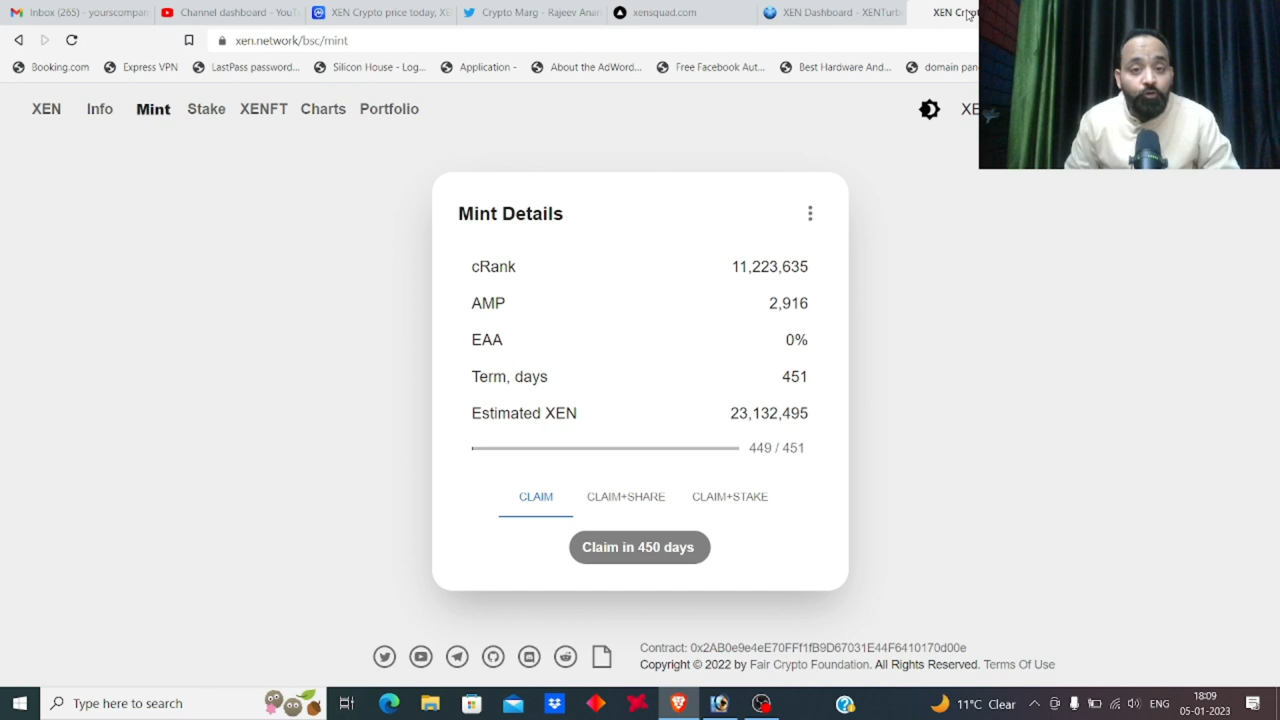 Inbox (265) - yourscompan
Channel dashboard - YouT
XEN Crypto price today, XE
Crypto Marg - Rajeev Anan
xensquad.com
XEN Dashboard - XENTurb
XEN Cryp
xen.network/bsc/mint
Booking.com
Express VPN
LastPass password...
Silicon House - Log...
Application -
About the AdWord...
Free Facebook Aut...
Best Hardware And...
domain pan
XEN
Info
Mint
Stake
XENFT
Charts
Portfolio
XE
Mint Details
cRank 11,223,635
AMP 2,916
EAA 0%
Term, days 451
Estimated XEN 23,132,495
449 / 451
CLAIM
CLAIM+SHARE
CLAIM+STAKE
Claim in 450 days
Contract: 0x2AB0e9e4eE70FFf1fB9D67031E44F6410170d00e
Copyright © 2022 by Fair Crypto Foundation. All Rights Reserved. Terms Of Use
Type here to search
11°C Clear
ENG
18:09
05-01-2023